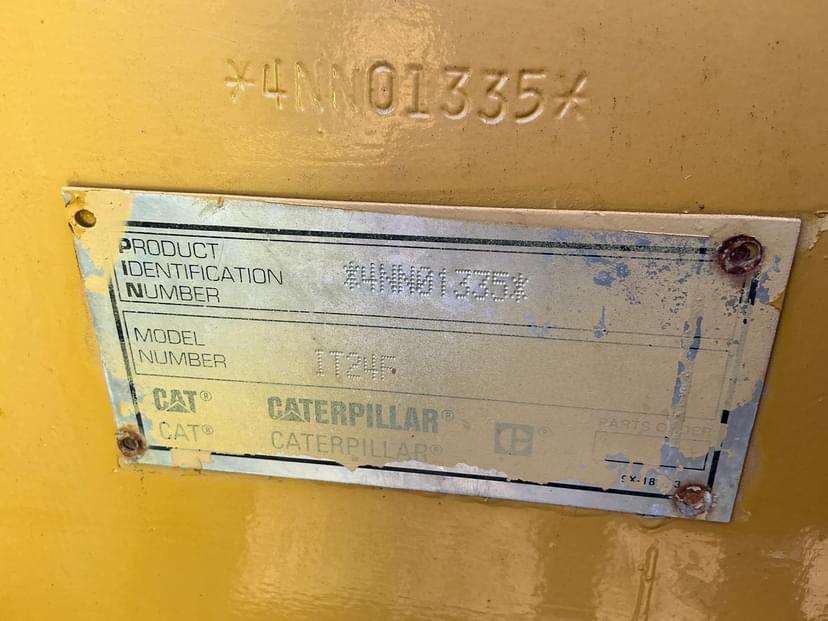 *4NN01335*
PRODUCT
IDENTIFICATION
NUMBER
*4NN01335*
MODEL
NUMBER
IT24F
CAT® CATERPILLAR® ®
CAT® CATERPILLAR®
PARTS ORDER